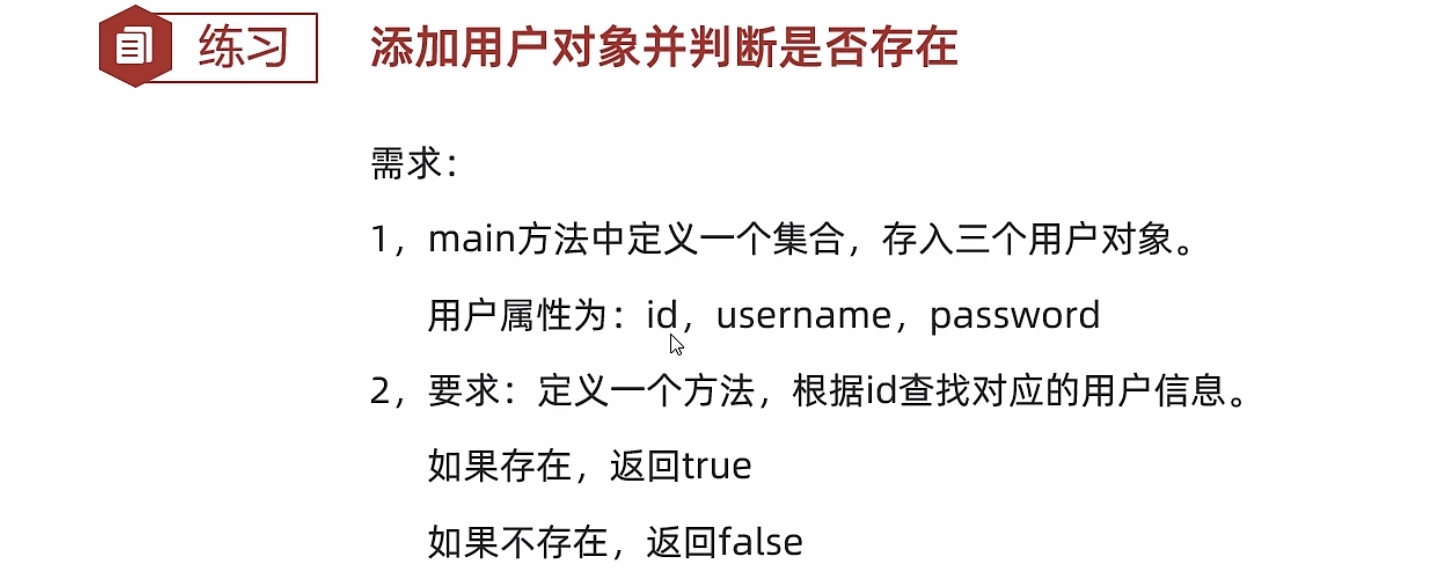 练习
添加用户对象并判断是否存在
需求：
1，main方法中定义一个集合，存入三个用户对象。
用户属性为：id，username，password
2，要求：定义一个方法，根据id查找对应的用户信息。
如果存在，返回true
如果不存在，返回false